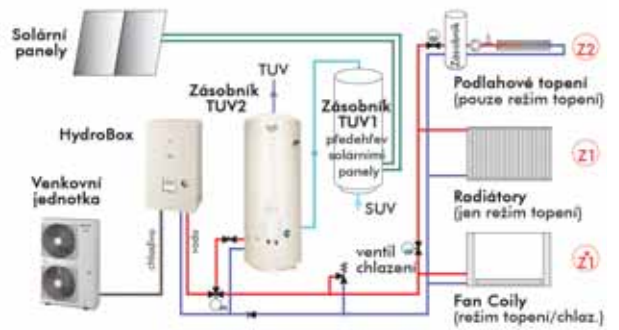 Solární
panely
TUV
Zásobník
TUV2
Zásobník
TUV1
předehřev
solárními
panely
SUV
HydroBox
Venkovní
jednotka
chladivo
voda
ventil
chlazení
Zásobník
Z2
Podlahové topení
(pouze režim topení)
Z1
Radiátory
(jen režim topení)
Z1
Fan Coily
(režim topení/chlaz.)